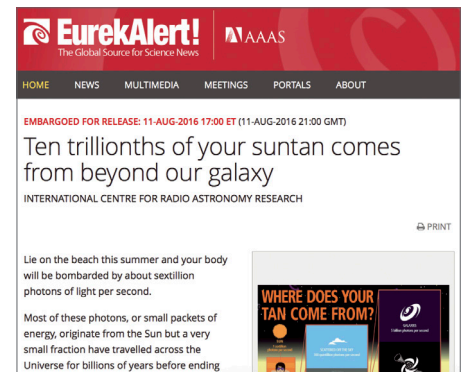 EurekAlert!
The Global Source for Science News
AAAS
HOME NEWS MULTIMEDIA MEETINGS PORTALS ABOUT
EMBARGOED FOR RELEASE: 11-AUG-2016 17:00 ET (11-AUG-2016 21:00 GMT)
Ten trillionths of your suntan comes
from beyond our galaxy
INTERNATIONAL CENTRE FOR RADIO ASTRONOMY RESEARCH
PRINT
Lie on the beach this summer and your body
will be bombarded by about sextillion
photons of light per second.
Most of these photons, or small packets of
energy, originate from the Sun but a very
small fraction have travelled across the
Universe for billions of years before ending
WHERE DOES YOUR
TAN COME FROM?